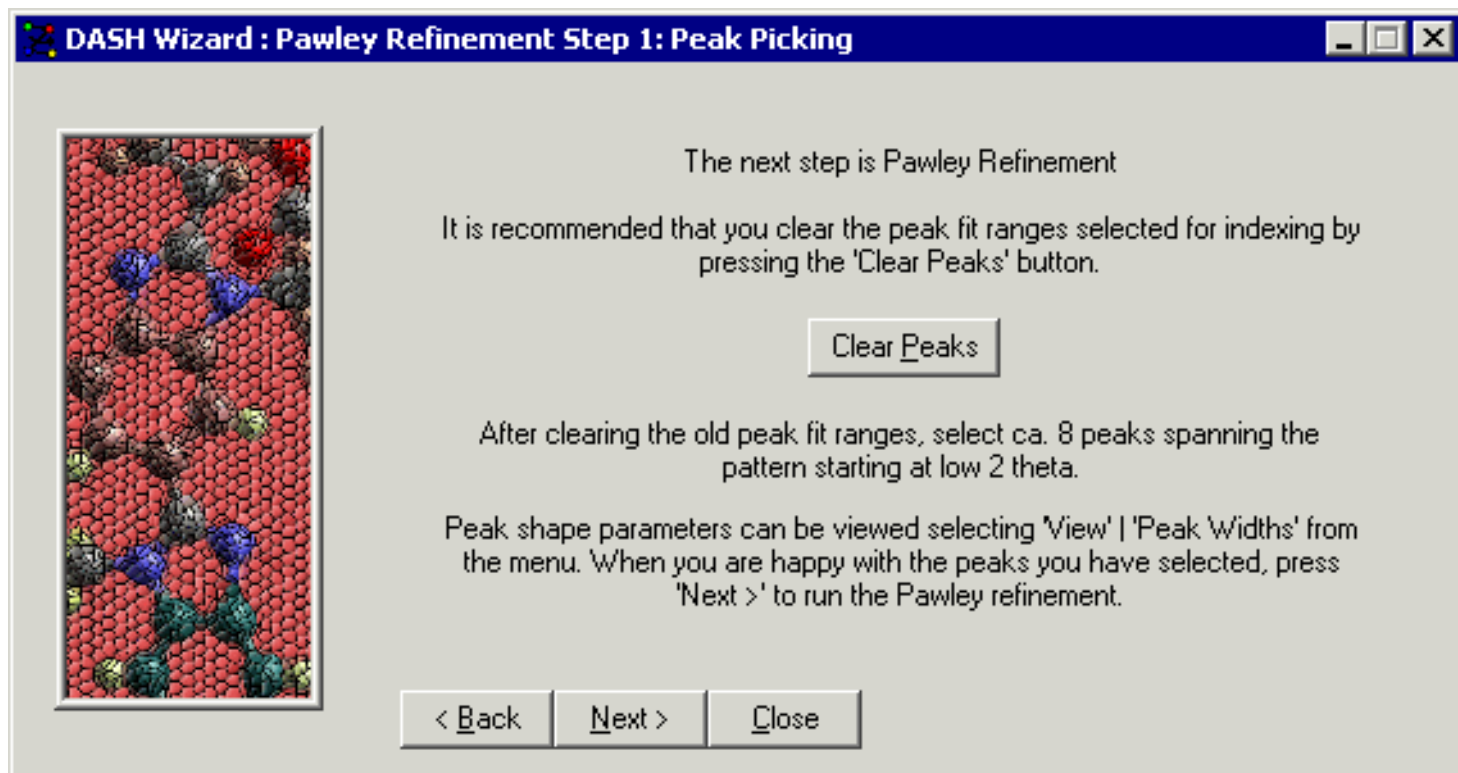 DASH Wizard : Pawley Refinement Step 1: Peak Picking
The next step is Pawley Refinement
It is recommended that you clear the peak fit ranges selected for indexing by
pressing the 'Clear Peaks' button.
Clear Peaks
After clearing the old peak fit ranges, select ca. 8 peaks spanning the
pattern starting at low 2 theta.
Peak shape parameters can be viewed selecting 'View' | 'Peak Widths' from
the menu. When you are happy with the peaks you have selected, press
'Next >' to run the Pawley refinement.
< Back Next > Close